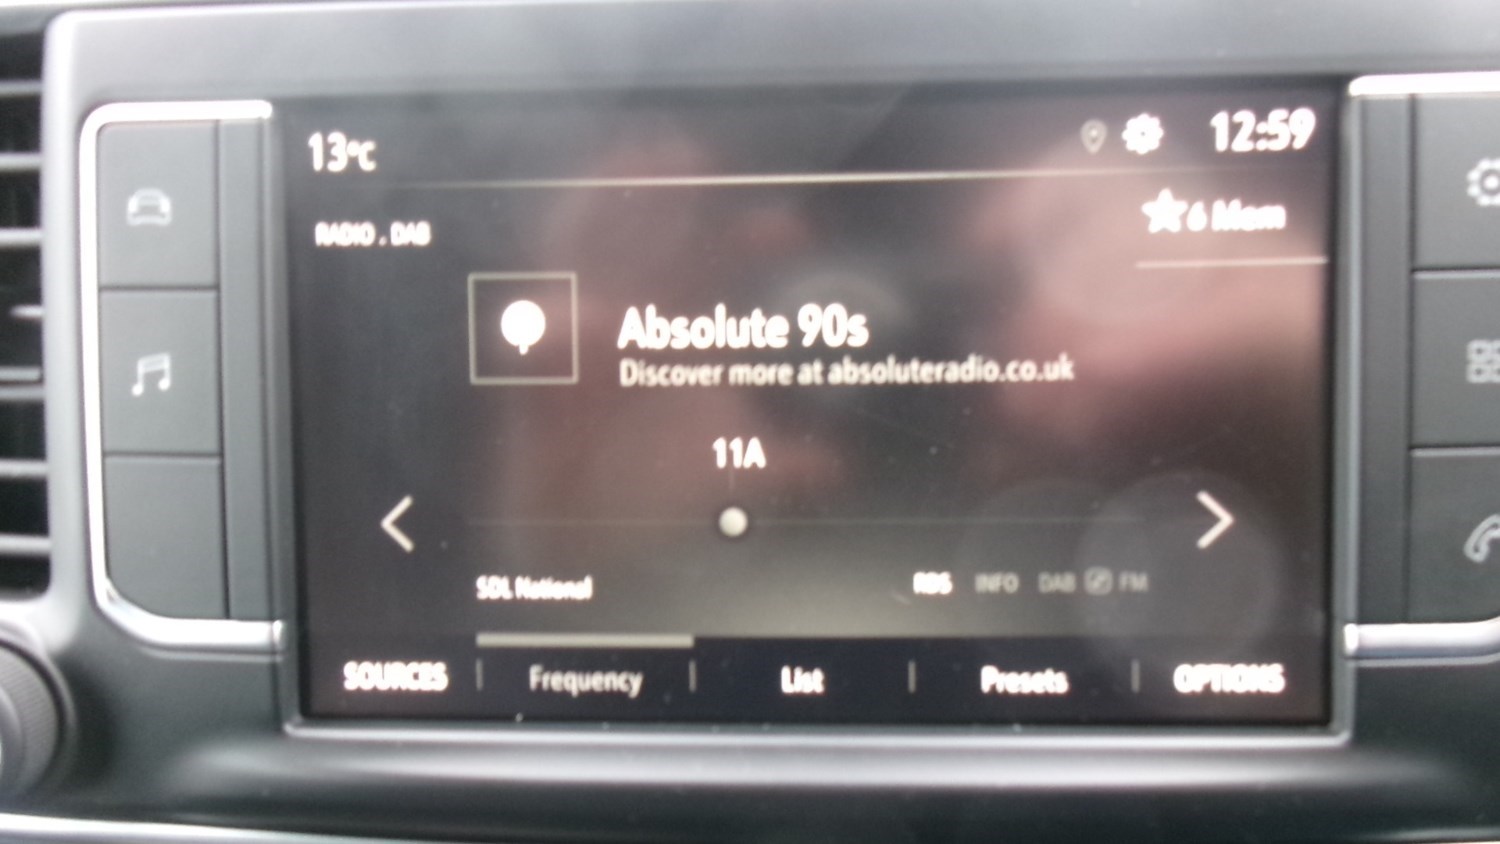 13°C
12:59
RADIO . DAB
6 Mem
Absolute 90s
Discover more at absoluteradio.co.uk
11A
SDL National
RDS INFO DAB FM
SOURCES Frequency List Presets OPTIONS